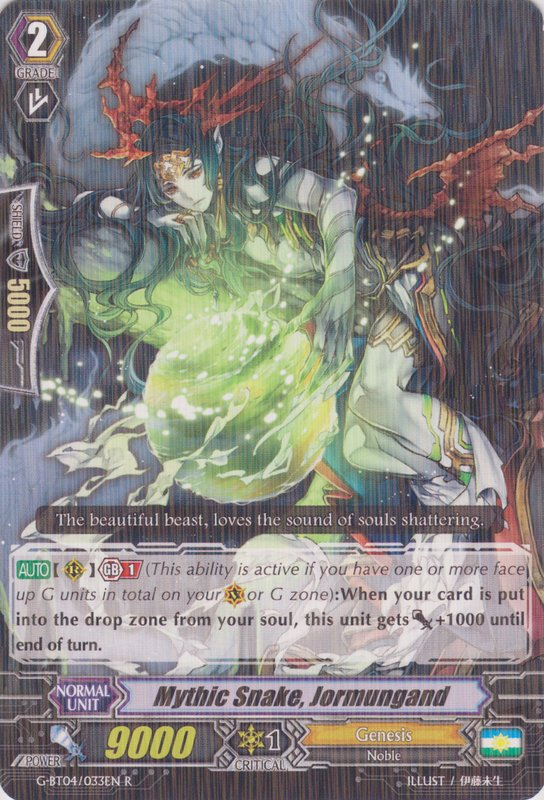 2
GRADE
SHIELD
5000
The beautiful beast, loves the sound of souls shattering.
AUTO【 R 】GB 1 (This ability is active if you have one or more face
up G units in total on your V or G zone):When your card is put
into the drop zone from your soul, this unit gets +1000 until
end of turn.
NORMAL
UNIT
Mythic Snake, Jormungand
POWER
9000
1
CRITICAL
Genesis
Noble
G-BT04/033EN R
ILLUST / 伊藤未生